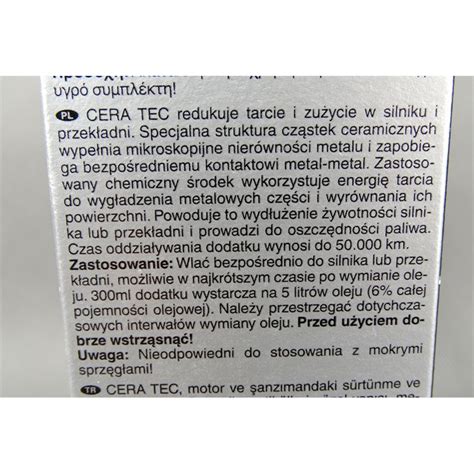 υγρό συμπλέκτη!
PL CERA TEC redukuje tarcie i zużycie w silniku i
przekładni. Specjalna struktura cząstek ceramicznych
wypełnia mikroskopijne nierówności metalu i zapobie-
ga bezpośredniemu kontaktowi metal-metal. Zastoso-
wany chemiczny środek wykorzystuje energię tarcia
do wygładzenia metalowych części i wyrównania ich
powierzchni. Powoduje to wydłużenie żywotności silni-
ka lub przekładni i prowadzi do oszczędności paliwa.
Czas oddziaływania dodatku wynosi do 50.000 km.
Zastosowanie: Wlać bezpośrednio do silnika lub prze-
kładni, możliwie w najkrótszym czasie po wymianie ole-
ju. 300ml dodatku wystarcza na 5 litrów oleju (6% całej
pojemności olejowej). Należy przestrzegać dotychcza-
sowych interwałów wymiany oleju. Przed użyciem do-
brze wstrząsnąć!
Uwaga: Nieodpowiedni do stosowania z mokrymi
sprzęgłami!
TR CERA TEC, motor ve şanzımandaki sürtünme ve